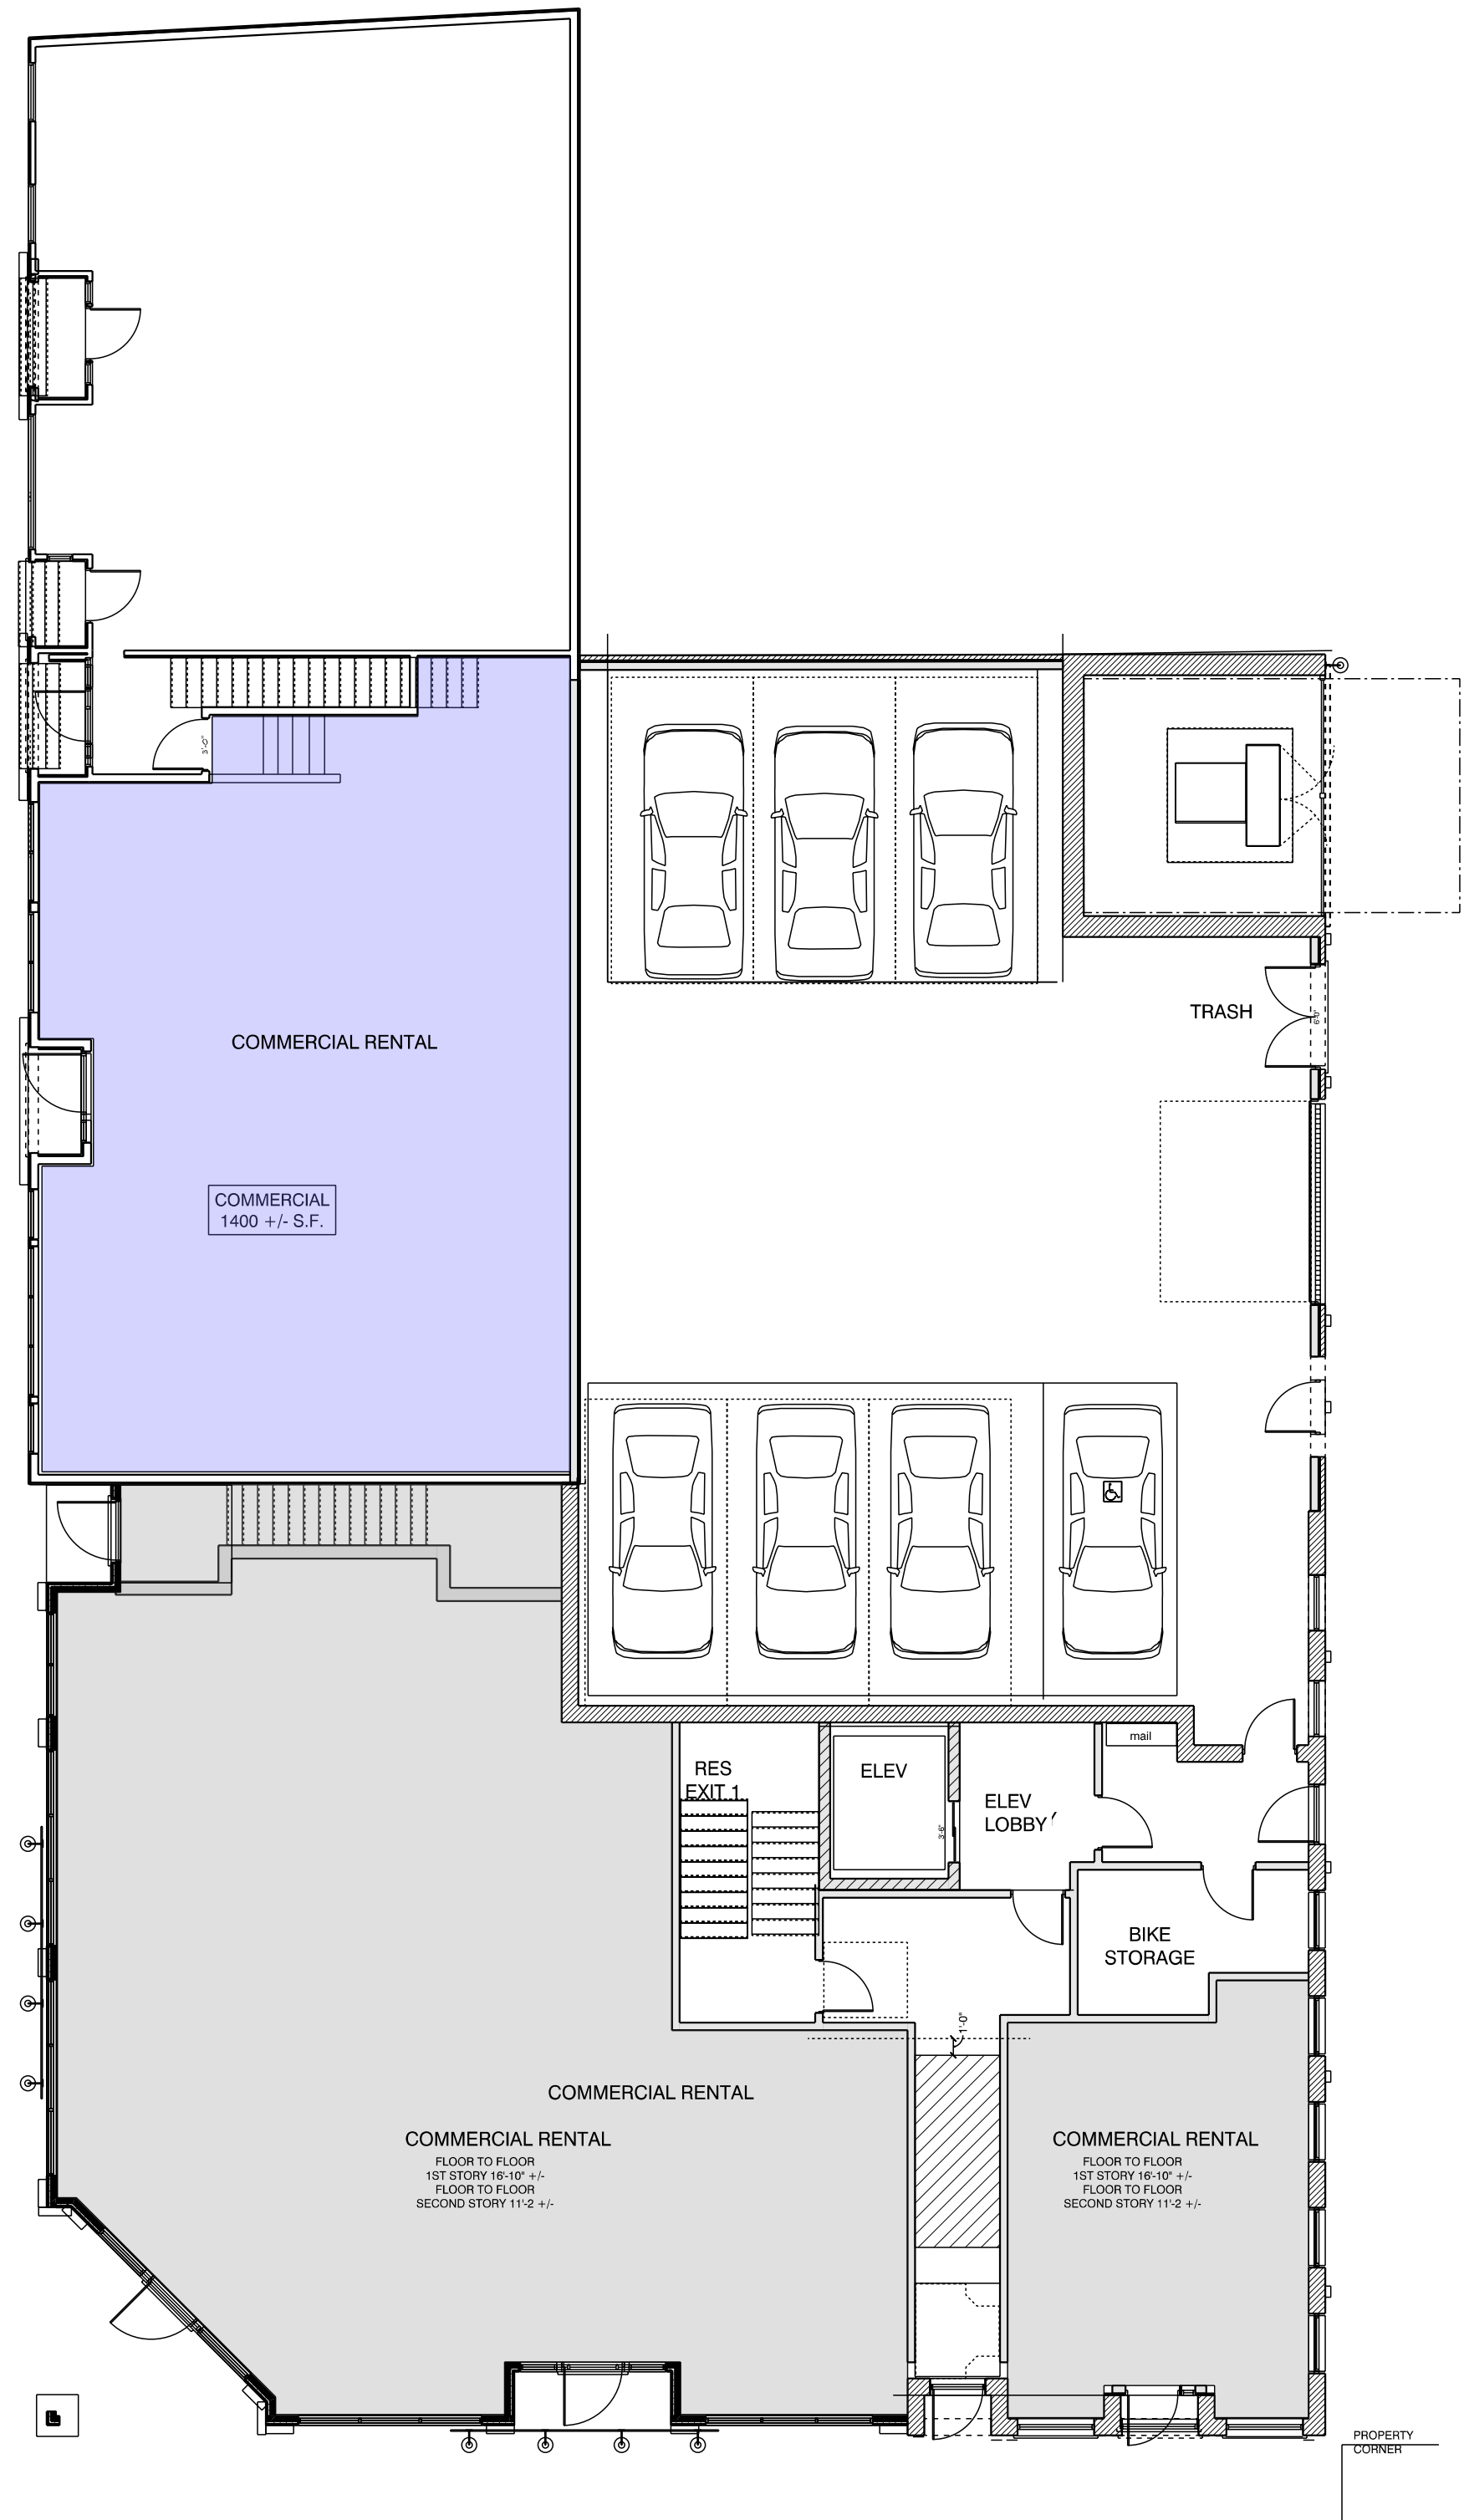 3'-0"
TRASH
6'-0"
COMMERCIAL RENTAL
COMMERCIAL
1400 +/- S.F.
mail
RES
EXIT 1
ELEV
ELEV
LOBBY
3'-6"
BIKE
STORAGE
1'-0"
COMMERCIAL RENTAL
COMMERCIAL RENTAL
FLOOR TO FLOOR
1ST STORY 16'-10" +/-
FLOOR TO FLOOR
SECOND STORY 11'-2 +/-
COMMERCIAL RENTAL
FLOOR TO FLOOR
1ST STORY 16'-10" +/-
FLOOR TO FLOOR
SECOND STORY 11'-2 +/-
PROPERTY
CORNER